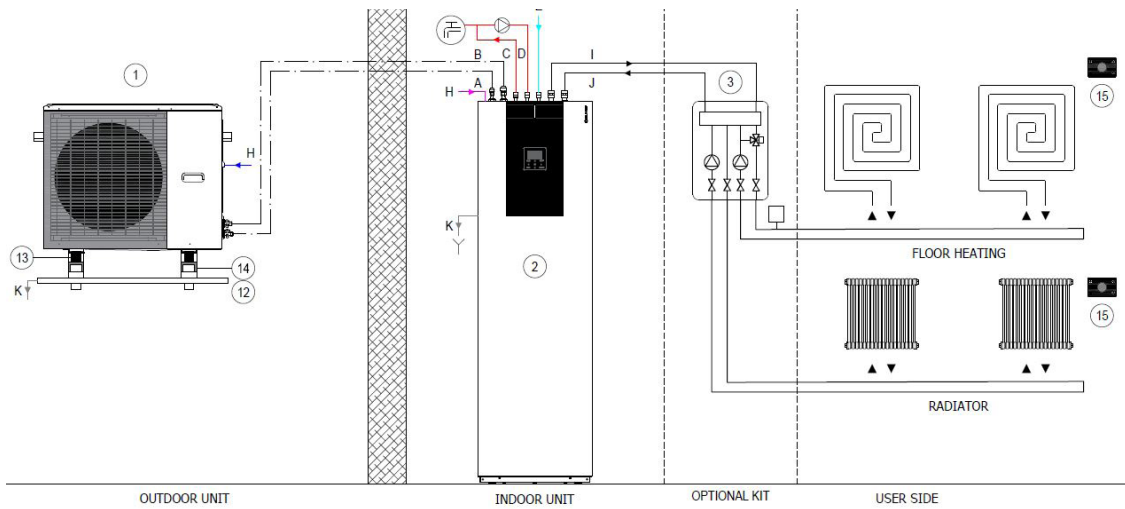 1
B
C
D
I
A
H
J
3
15
H
K
2
FLOOR HEATING
13
14
K
12
15
RADIATOR
OUTDOOR UNIT
INDOOR UNIT
OPTIONAL KIT
USER SIDE